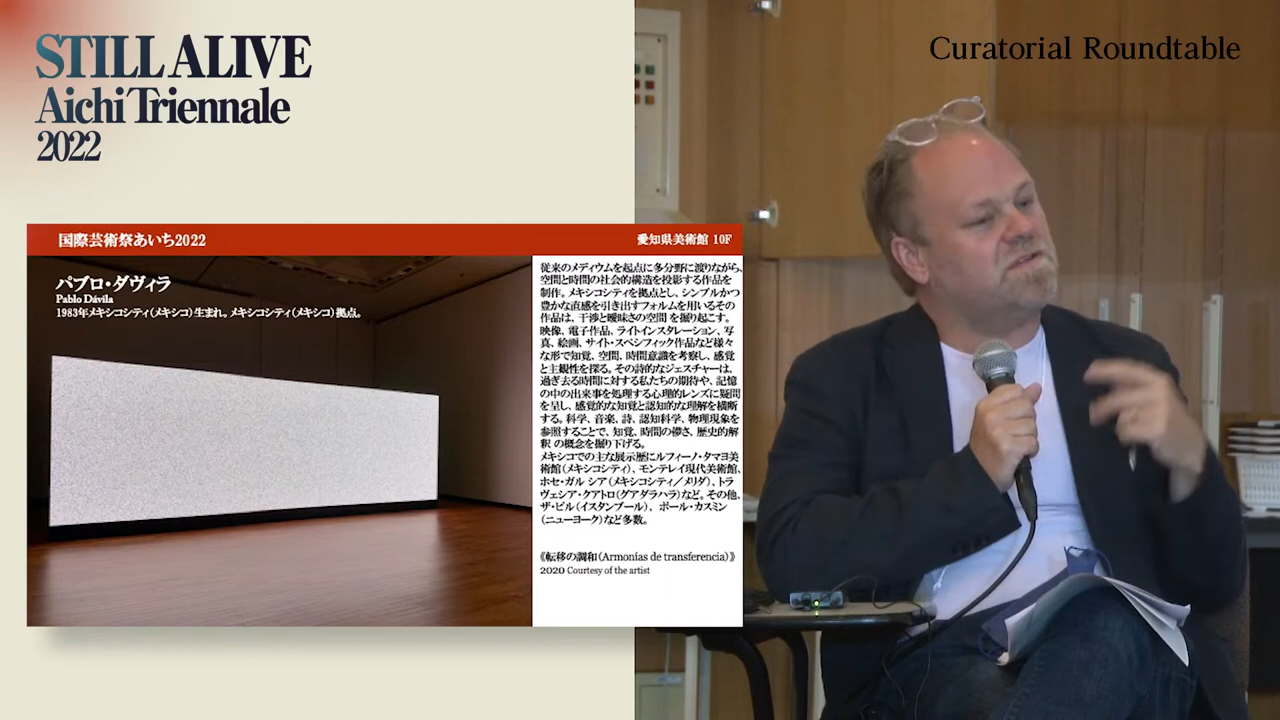 STILL ALIVE
Aichi Triennale
2022
Curatorial Roundtable
国際芸術祭あいち2022
愛知県美術館 10F
パブロ・ダヴィラ
Pablo Dávila
1983年メキシコシティ(メキシコ)生まれ。メキシコシティ(メキシコ)拠点。
従来のメディウムを起点に多分野に渡りながら、
空間と時間の社会的構造を投影する作品を
制作。メキシコシティを拠点とし、シンプルかつ
豊かな直感を引き出すフォルムを用いるその
作品は、干渉と曖昧さの空間 を掘り起こす。
映像、電子作品、ライトインスタレーション、写
真、絵画、サイト・スペシフィック作品など様々
な形で知覚、空間、時間意識を考察し、感覚
と主観性を探る。その詩的なジェスチャーは、
過ぎ去る時間に対する私たちの期待や、記憶
の中の出来事を処理する心理的レンズに疑問
を呈し、感覚的な知覚と認知的な理解を横断
する。科学、音楽、詩、認知科学、物理現象を
参照することで、知覚、時間の儚さ、歴史的解
釈 の概念を掘り下げる。
メキシコでの主な展示歴にルフィーノ・タマヨ美
術館(メキシコシティ)、モンテレイ現代美術館、
ホセ・ガル シア(メキシコシティ/メリダ)、トラ
ヴェシア・クアトロ(グアダラハラ)など。その他、
ザ・ピル(イスタンブール)、 ポール・カスミン
(ニューヨーク)など多数。
《転移の調和(Armonías de transferencia)》
2020 Courtesy of the artist